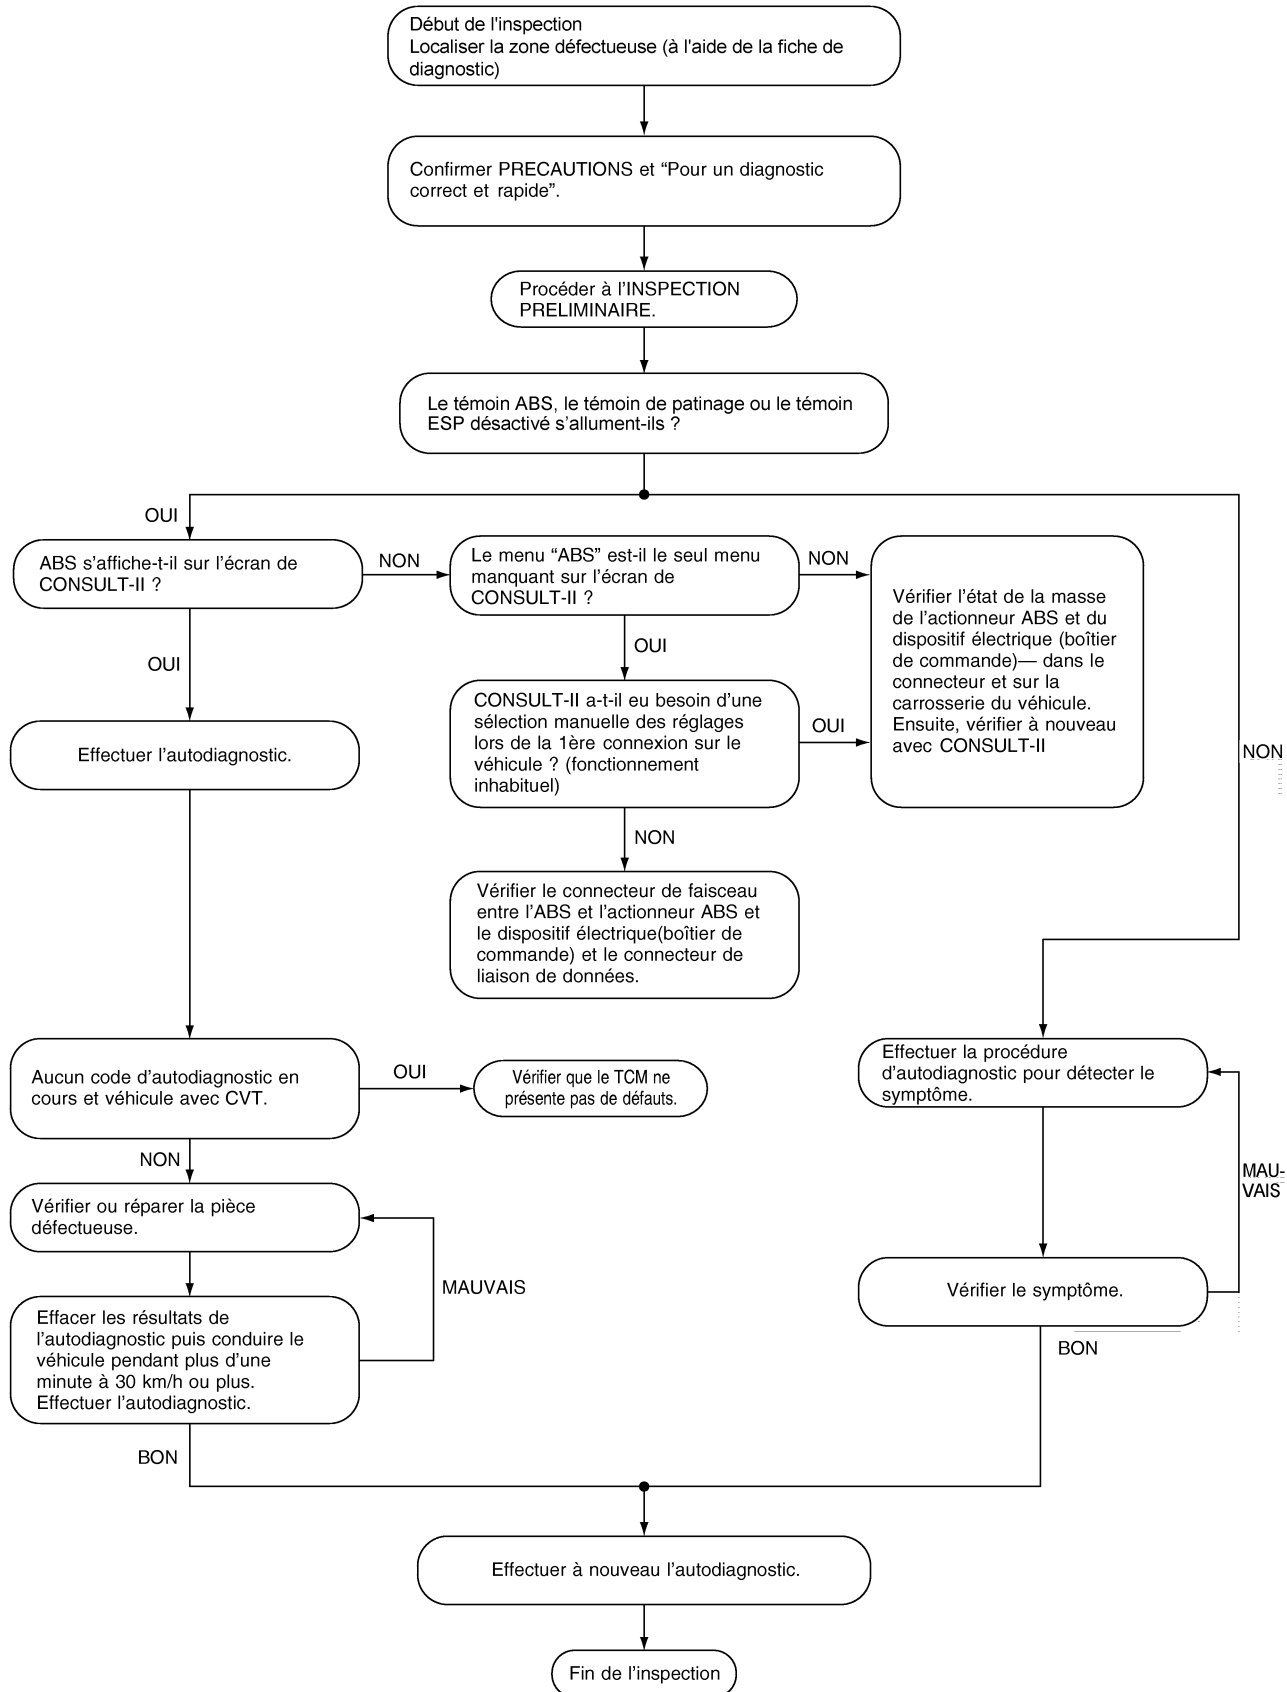 Début de l'inspection
Localiser la zone défectueuse (à l'aide de la fiche de
diagnostic)
Confirmer PRECAUTIONS et “Pour un diagnostic
correct et rapide”.
Procéder à l’INSPECTION
PRELIMINAIRE.
Le témoin ABS, le témoin de patinage ou le témoin
ESP désactivé s’allument-ils ?
OUI
ABS s’affiche-t-il sur l’écran de
CONSULT-II ?
NON
Le menu “ABS” est-il le seul menu
manquant sur l’écran de
CONSULT-II ?
NON
Vérifier l’état de la masse
de l’actionneur ABS et du
dispositif électrique (boîtier
de commande)— dans le
connecteur et sur la
carrosserie du véhicule.
Ensuite, vérifier à nouveau
avec CONSULT-II
NON
OUI
OUI
Effectuer l’autodiagnostic.
CONSULT-II a-t-il eu besoin d’une
sélection manuelle des réglages
lors de la 1ère connexion sur le
véhicule ? (fonctionnement
inhabituel)
OUI
NON
Vérifier le connecteur de faisceau
entre l’ABS et l’actionneur ABS et
le dispositif électrique(boîtier de
commande) et le connecteur de
liaison de données.
Aucun code d’autodiagnostic en
cours et véhicule avec CVT.
OUI
Vérifier que le TCM ne
présente pas de défauts.
Effectuer la procédure
d’autodiagnostic pour détecter le
symptôme.
NON
Vérifier ou réparer la pièce
défectueuse.
MAUVAIS
MAU-
VAIS
Effacer les résultats de
l’autodiagnostic puis conduire le
véhicule pendant plus d’une
minute à 30 km/h ou plus.
Effectuer l’autodiagnostic.
Vérifier le symptôme.
BON
BON
Effectuer à nouveau l’autodiagnostic.
Fin de l’inspection